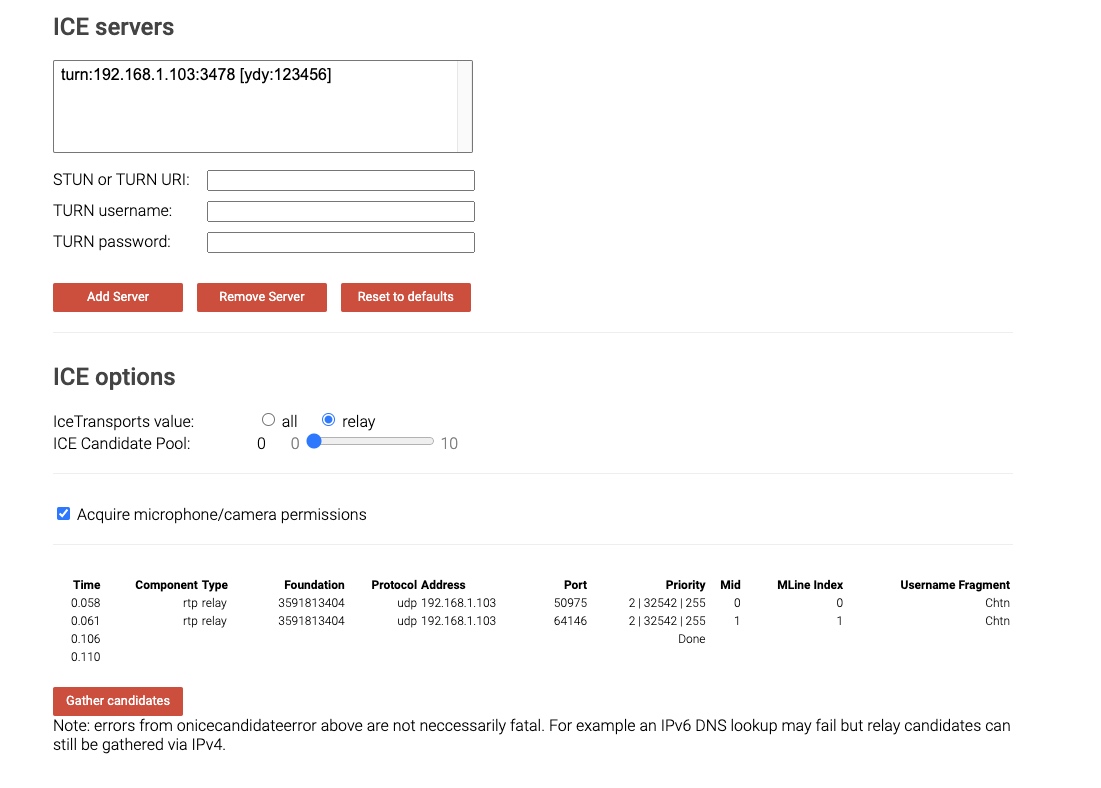 ICE servers
turn:192.168.1.103:3478 [ydy:123456]
STUN or TURN URI:
TURN username:
TURN password:
Add Server Remove Server Reset to defaults
ICE options
IceTransports value: all relay
ICE Candidate Pool: 0 0 10
Acquire microphone/camera permissions
Time Component Type Foundation Protocol Address Port Priority Mid MLine Index Username Fragment
0.058 rtp relay 3591813404 udp 192.168.1.103 50975 2 | 32542 | 255 0 0 Chtn
0.061 rtp relay 3591813404 udp 192.168.1.103 64146 2 | 32542 | 255 1 1 Chtn
0.106 Done
0.110
Gather candidates
Note: errors from onicecandidateerror above are not neccessarily fatal. For example an IPv6 DNS lookup may fail but relay candidates can
still be gathered via IPv4.